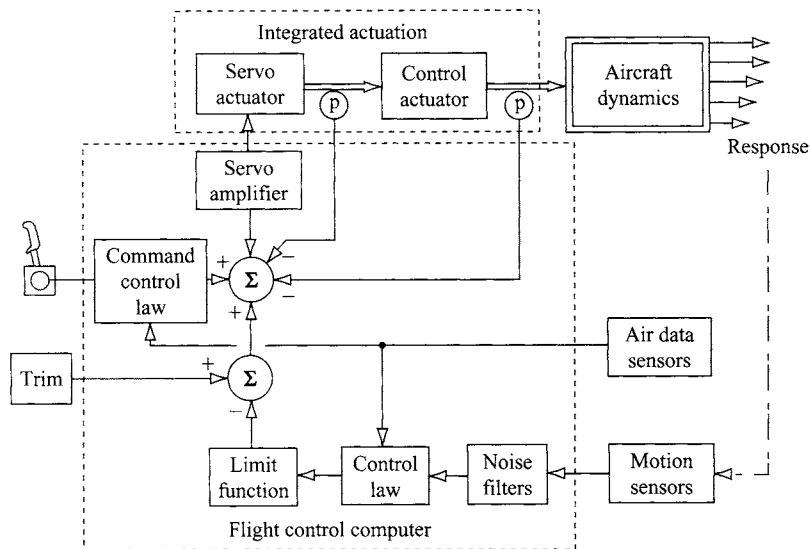 Integrated actuation
Servo
actuator
p
Control
actuator
p
Aircraft
dynamics
Response
Servo
amplifier
Command
control
law
+
Σ
−
−
+
Air data
sensors
Trim
+
Σ
−
Limit
function
Control
law
Noise
filters
Motion
sensors
Flight control computer